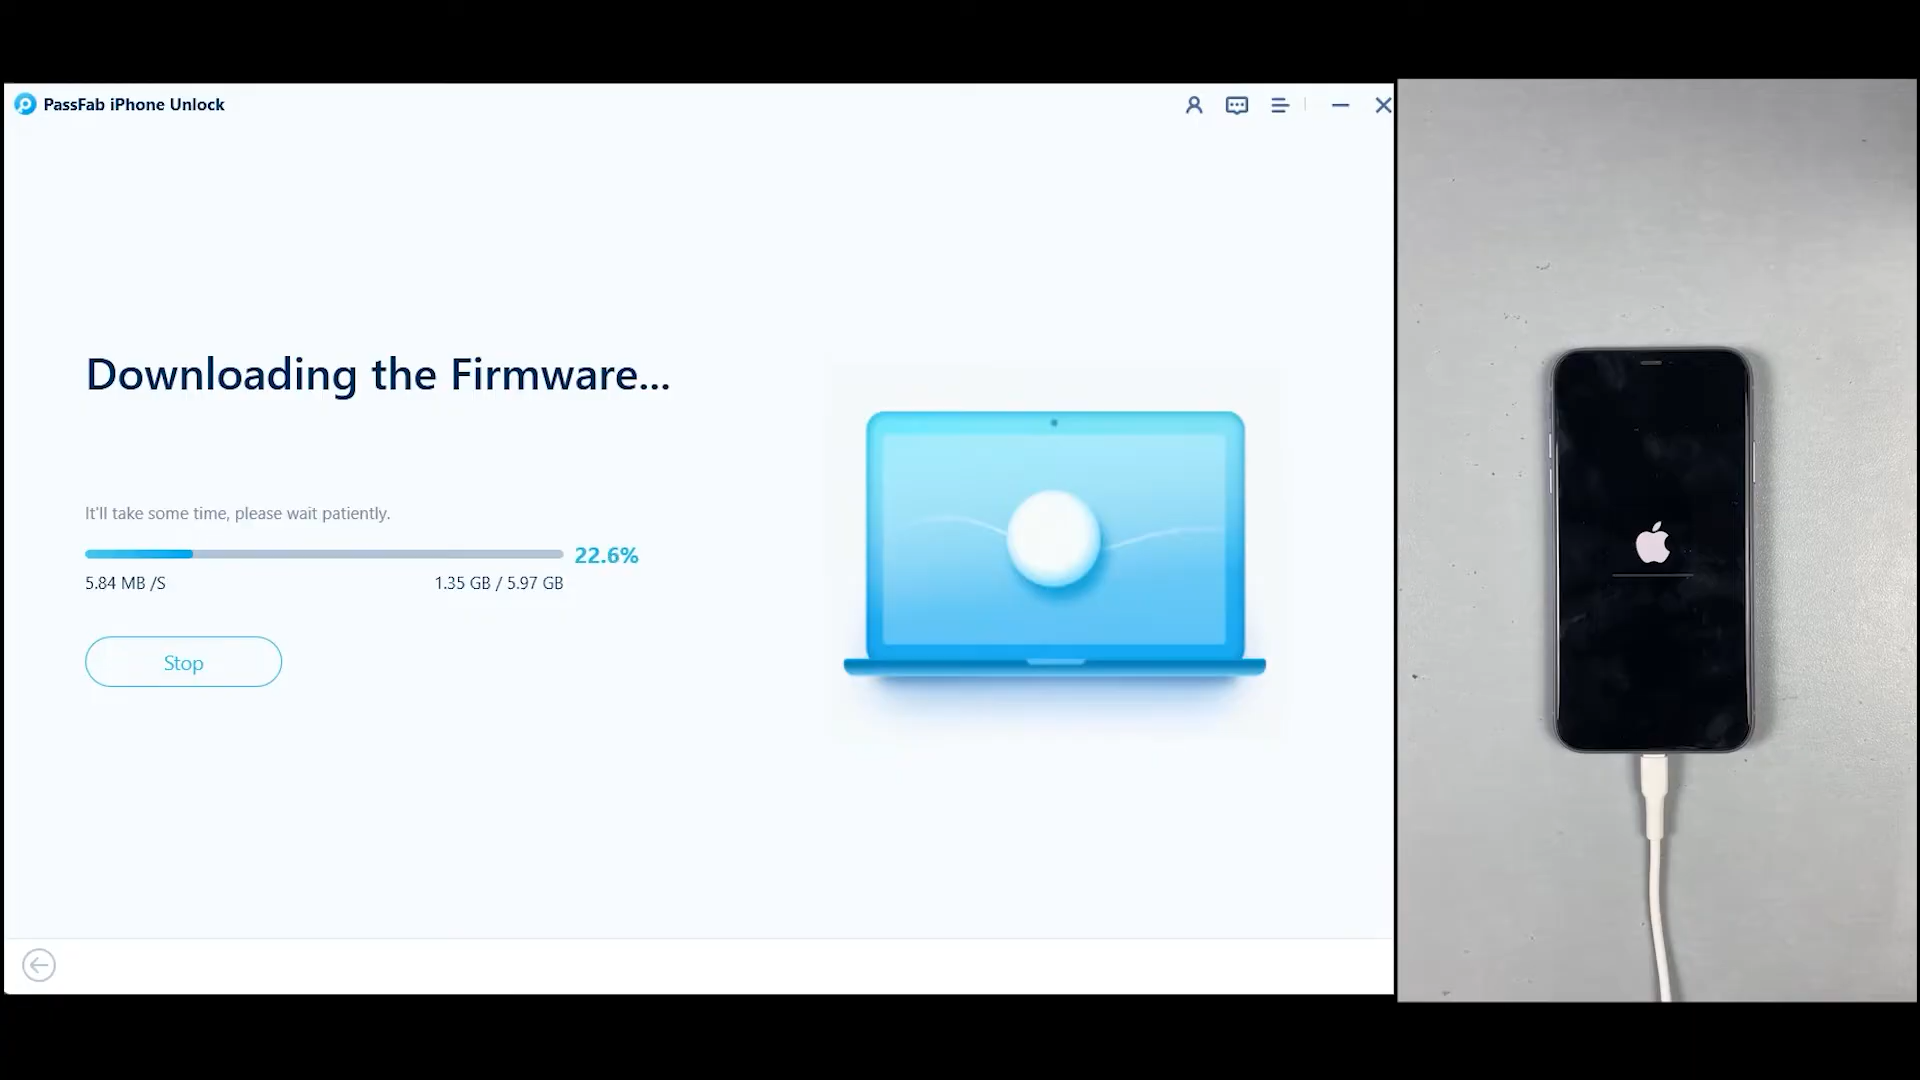 PassFab iPhone Unlock
Downloading the Firmware...
It'll take some time, please wait patiently.
22.6%
5.84 MB /S
1.35 GB / 5.97 GB
Stop